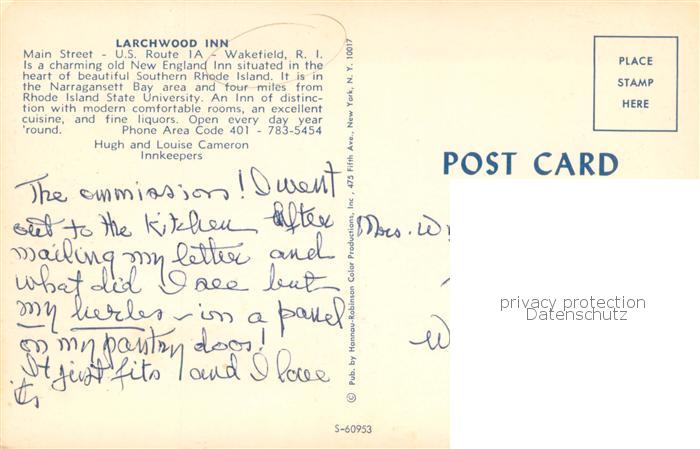 LARCHWOOD INN
Main Street - U.S. Route 1A - Wakefield, R. I.
Is a charming old New England Inn situated in the
heart of beautiful Southern Rhode Island. It is in
the Narragansett Bay area and four miles from
Rhode Island State University. An Inn of distinc-
tion with modern comfortable rooms, an excellent
cuisine, and fine liquors. Open every day year
'round. Phone Area Code 401 - 783-5454
Hugh and Louise Cameron
Innkeepers
The ommissions! I went
out to the kitchen after
mailing my letter and
what did I see but
my herbs - in a panel
on my pantry door!
It just fits and I love
it,
© Pub. by Hannau-Robinson Color Productions, Inc., 475 Fifth Ave., New York, N. Y. 10017
S-60953
PLACE
STAMP
HERE
POST CARD
Mrs. W
W
privacy protection
Datenschutz